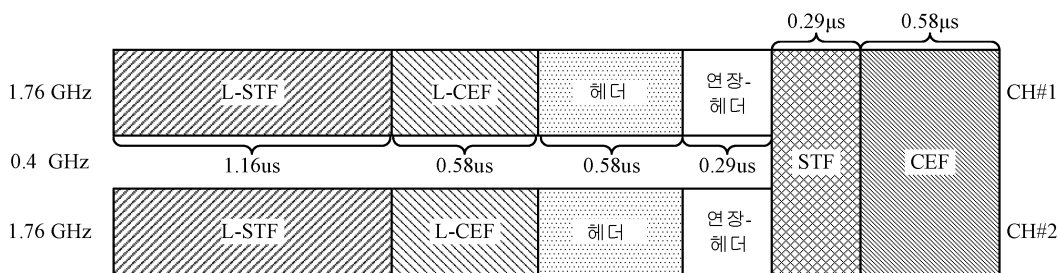 0.29μs 0.58μs
1.76 GHz L-STF L-CEF 헤더 연장-
헤더 CH#1
0.4 GHz 1.16us 0.58us 0.58us 0.29us STF CEF
1.76 GHz L-STF L-CEF 헤더 연장-
헤더 CH#2